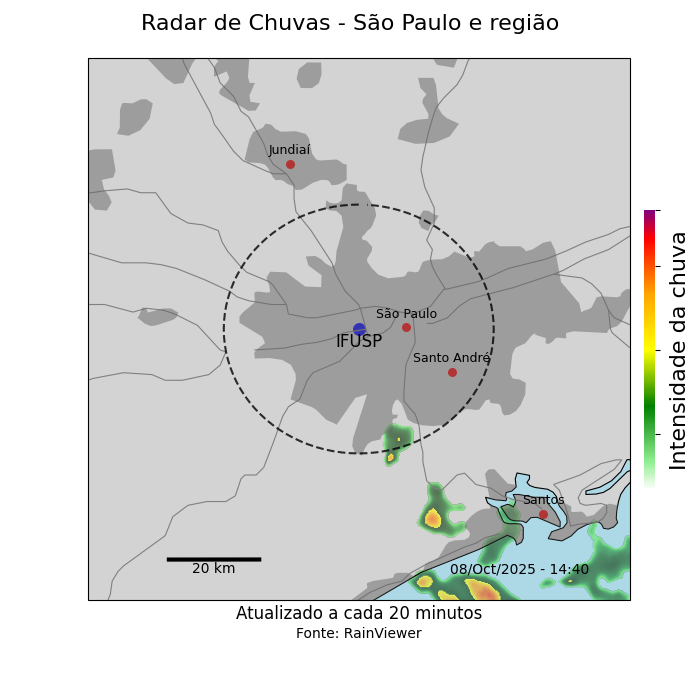 Radar de Chuvas - São Paulo e região
Jundiaí
São Paulo
IFUSP
Santo André
Santos
20 km
08/Oct/2025 - 14:40
Intensidade da chuva
Atualizado a cada 20 minutos
Fonte: RainViewer